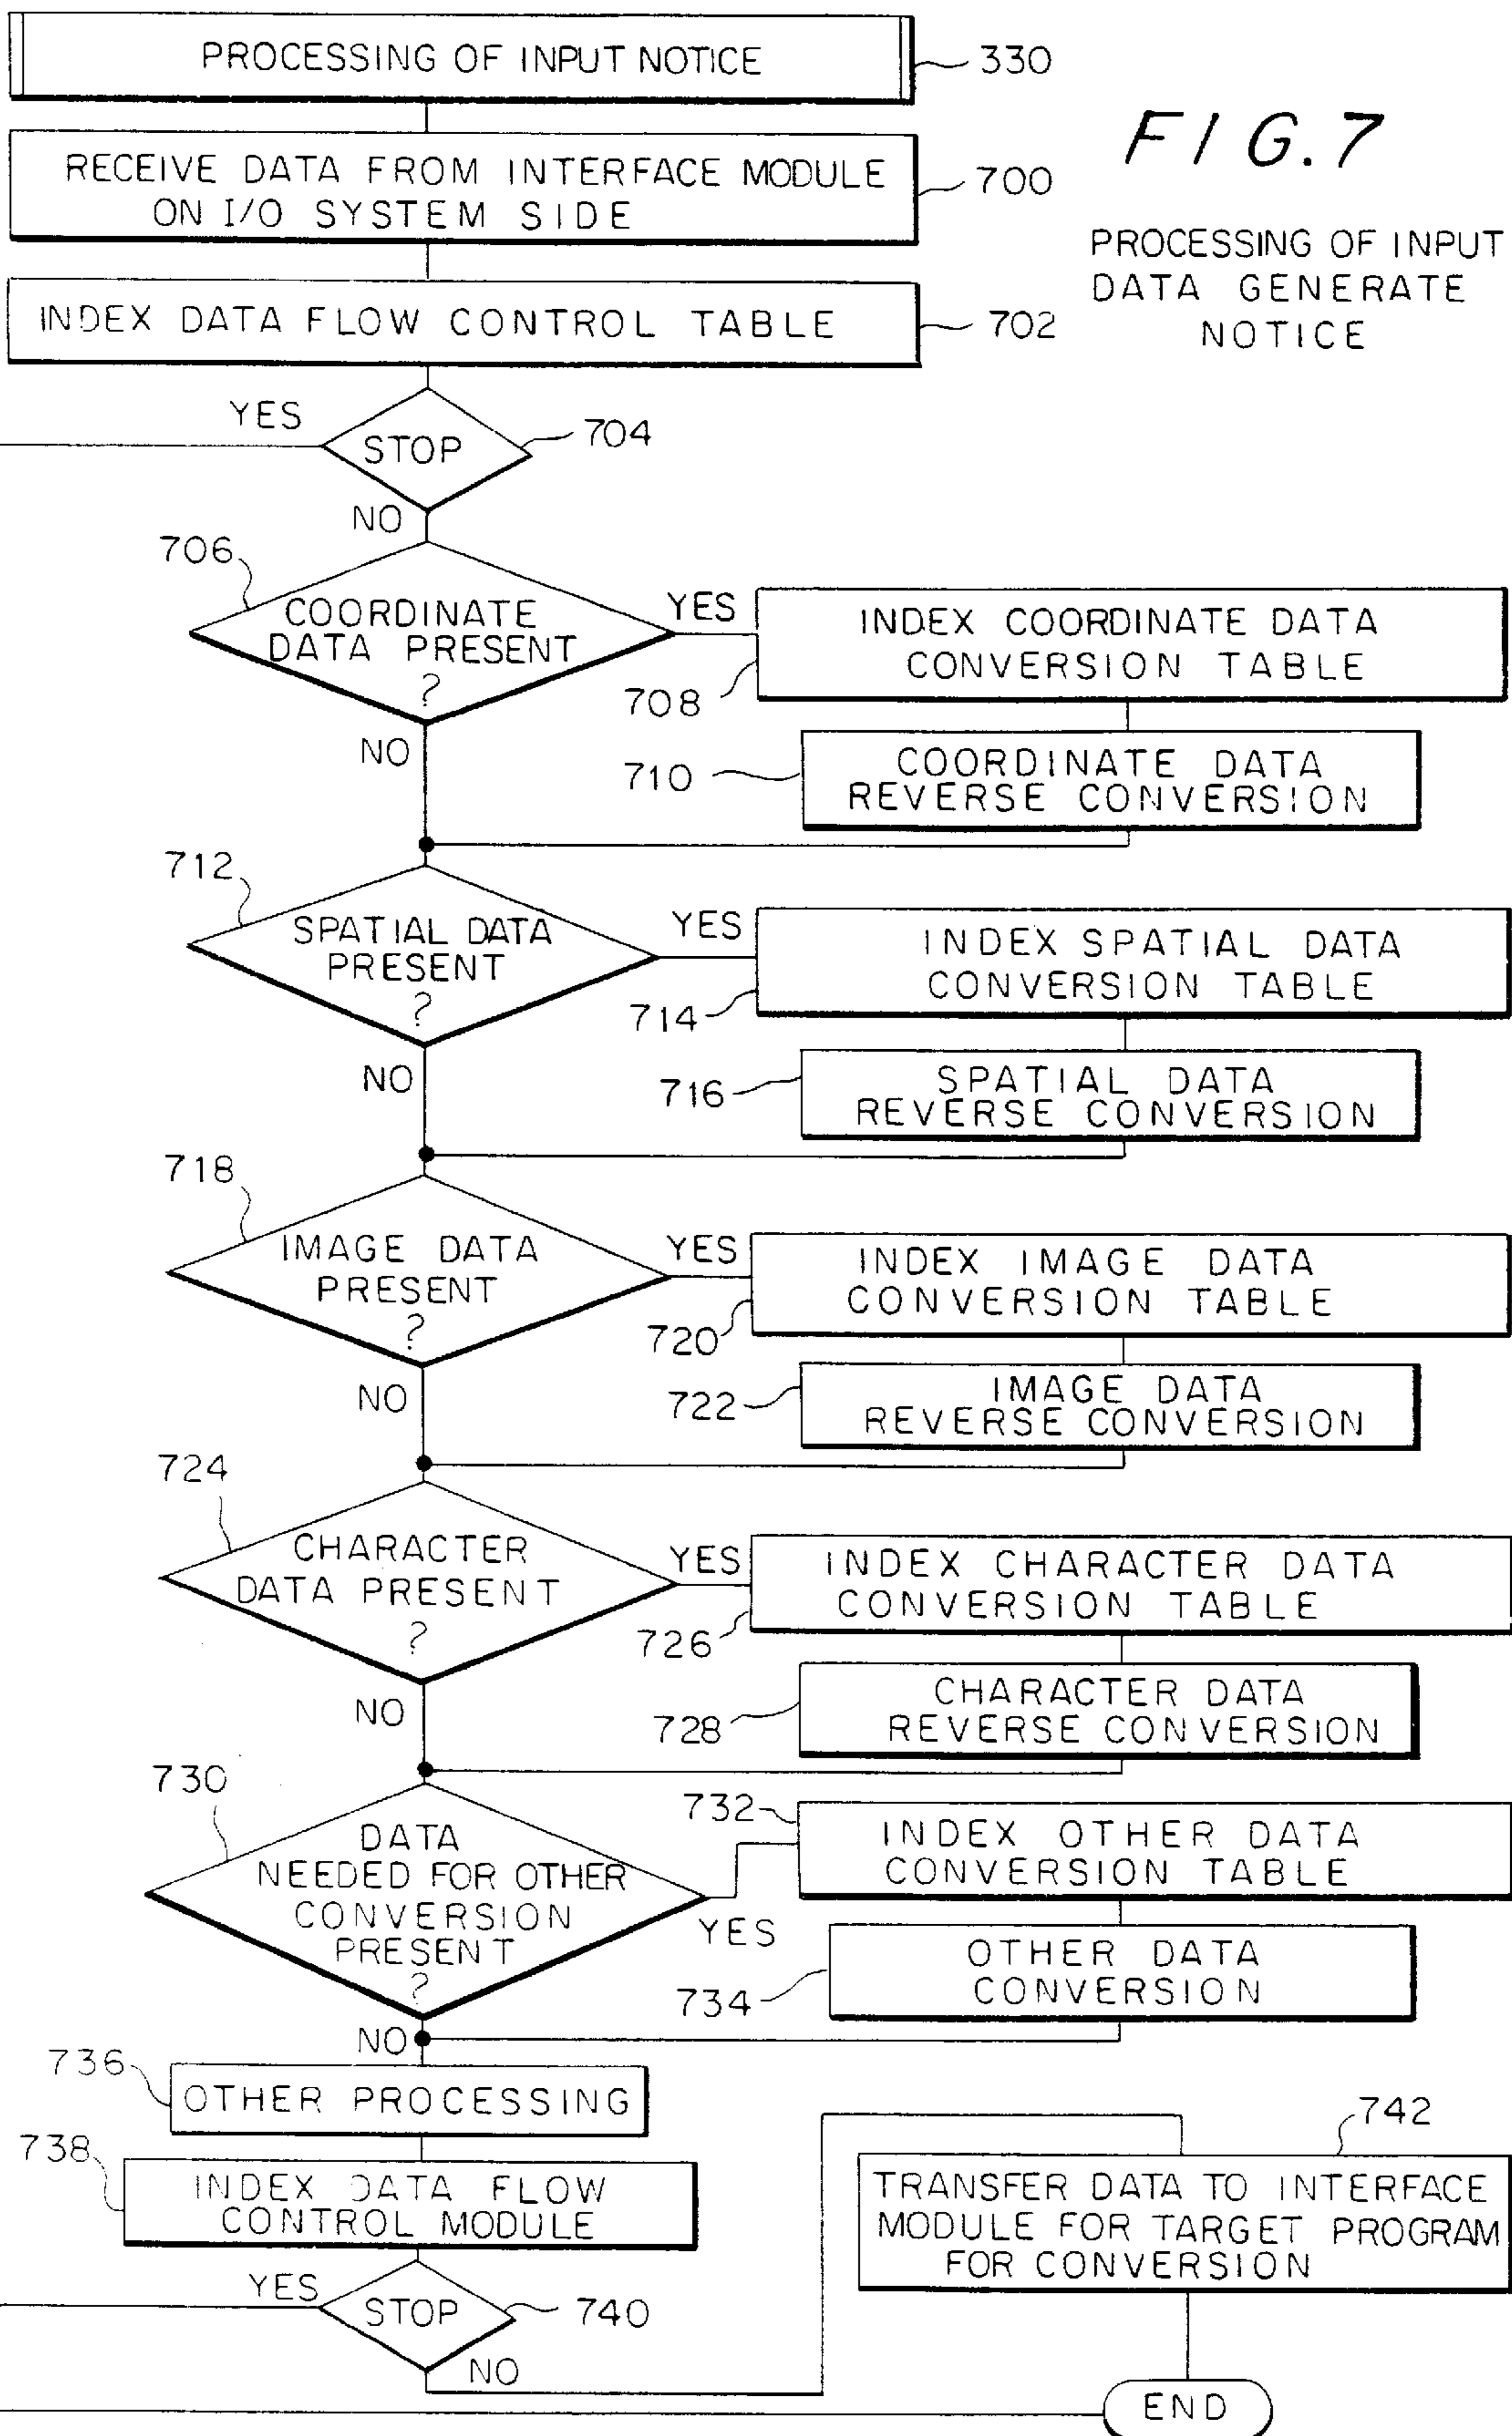 PROCESSING OF INPUT NOTICE
330
FIG.7
RECEIVE DATA FROM INTERFACE MODULE
ON I/O SYSTEM SIDE
700
PROCESSING OF INPUT
DATA GENERATE
NOTICE
INDEX DATA FLOW CONTROL TABLE
702
YES
STOP
704
NO
706
COORDINATE
DATA PRESENT
?
YES
INDEX COORDINATE DATA
CONVERSION TABLE
708
NO
710
COORDINATE DATA
REVERSE CONVERSION
712
SPATIAL DATA
PRESENT
?
YES
INDEX SPATIAL DATA
CONVERSION TABLE
714
NO
716
SPATIAL DATA
REVERSE CONVERSION
718
IMAGE DATA
PRESENT
?
YES
INDEX IMAGE DATA
CONVERSION TABLE
720
NO
722
IMAGE DATA
REVERSE CONVERSION
724
CHARACTER
DATA PRESENT
?
YES
INDEX CHARACTER DATA
CONVERSION TABLE
726
NO
728
CHARACTER DATA
REVERSE CONVERSION
730
DATA
NEEDED FOR OTHER
CONVERSION
PRESENT
?
YES
732
INDEX OTHER DATA
CONVERSION TABLE
734
OTHER DATA
CONVERSION
NO
736
OTHER PROCESSING
738
INDEX DATA FLOW
CONTROL MODULE
742
TRANSFER DATA TO INTERFACE
MODULE FOR TARGET PROGRAM
FOR CONVERSION
YES
STOP
740
NO
END